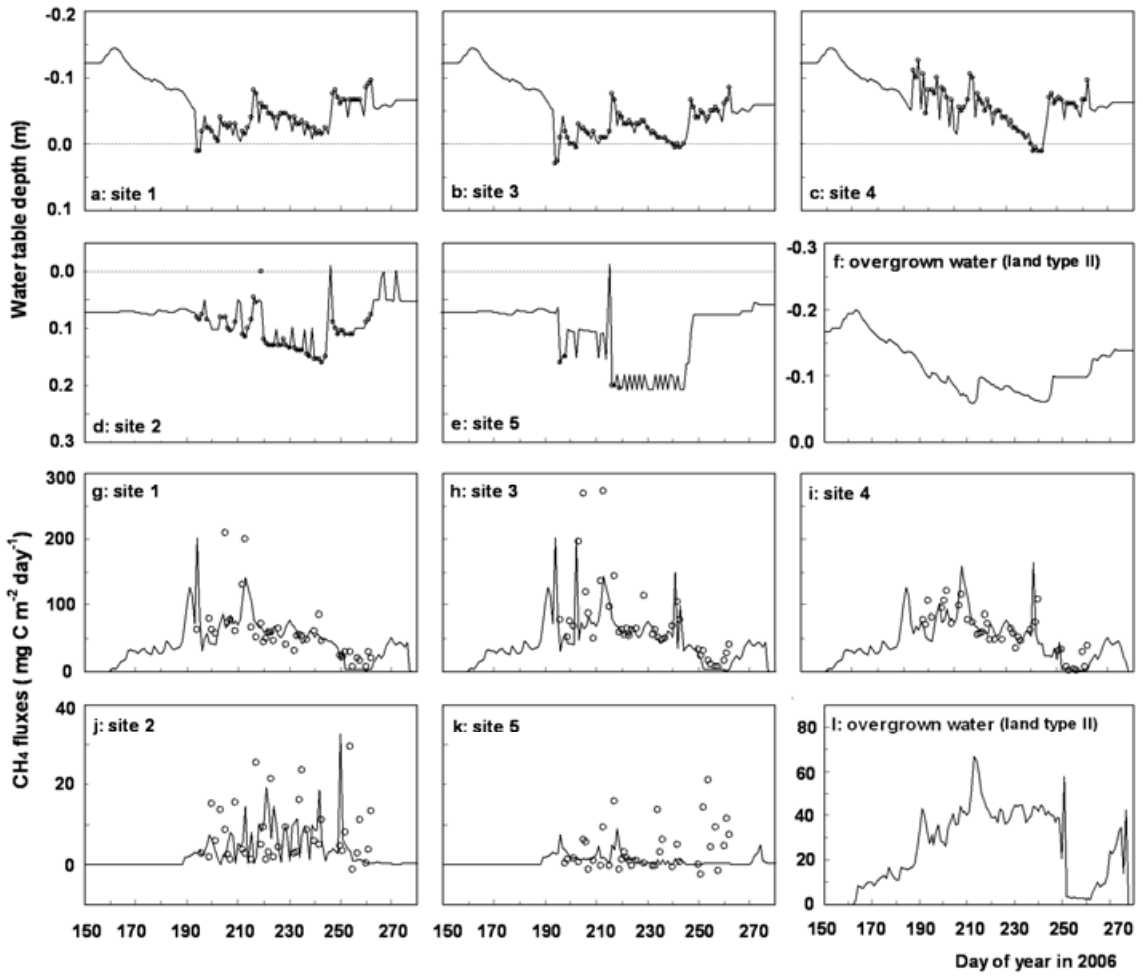 -0.2
-0.1
0.0
0.1
a: site 1
b: site 3
c: site 4
Water table depth (m)
0.0
0.1
0.2
0.3
d: site 2
e: site 5
-0.3
-0.2
-0.1
0.0
f: overgrown water (land type II)
300
200
100
0
g: site 1
h: site 3
i: site 4
CH4 fluxes ( mg C m-2 day-1)
40
20
0
j: site 2
k: site 5
80
60
40
20
0
l: overgrown water (land type II)
150 170 190 210 230 250 270
150 170 190 210 230 250 270
150 170 190 210 230 250 270
Day of year in 2006